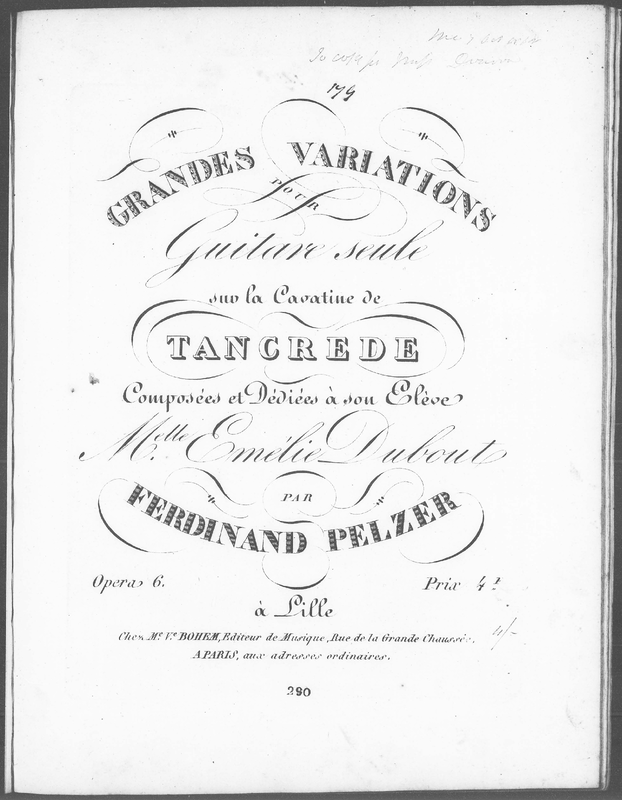 179
GRANDES VARIATIONS
POUR
Guitare seule
sur la Cavatine de
TANCREDE
Composées et Dédiées à son Elève
M.elle Emélie Dubout
PAR
FERDINAND PELZER
Opera 6.
Prix 4f
à Lille
Chez Me. Ve. BOHEM, Editeur de Musique, Rue de la Grande Chaussée.
A PARIS, aux adresses ordinaires.
4/-
290